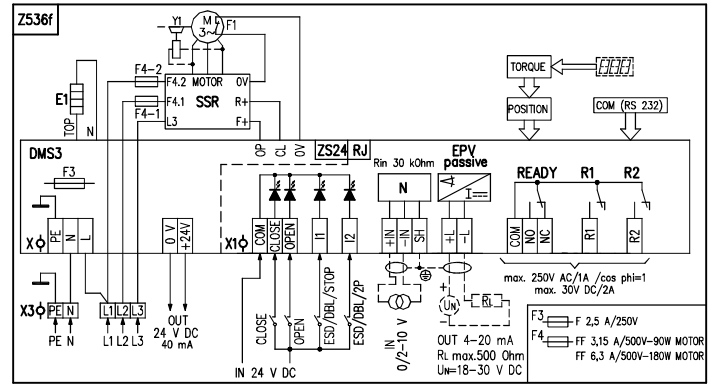 Z536f
Y1
M
3~
F1
F4-2
F4.2 MOTOR 0V
E1
F4.1 SSR R+
F4-1
L3 F+
TOP
N
OP
CL
0V
TORQUE
POSITION
COM (RS 232)
DMS3
ZS24 RJ
Rin 30 kOhm
EPV
passive
F3
N
I
READY R1 R2
X
PE
N
L
0 V
+24V
X1
COM
CLOSE
OPEN
I1
I2
+IN
-IN
SH
+L
-L
COM
NO
NC
R1
R2
max. 250V AC/1A /cos phi=1
max. 30V DC/2A
X3
PE N
L1 L2 L3
PE N
L1 L2 L3
OUT
24 V DC
40 mA
CLOSE
OPEN
ESD/DBL/STOP
ESD/DBL/2P
IN 24 V DC
IN
0/2-10 V
+
UN
-
RL
OUT 4-20 mA
RL max.500 Ohm
UN=18-30 V DC
F3 F 2,5 A/250V
F4 FF 3,15 A/500V-90W MOTOR
FF 6,3 A/500V-180W MOTOR